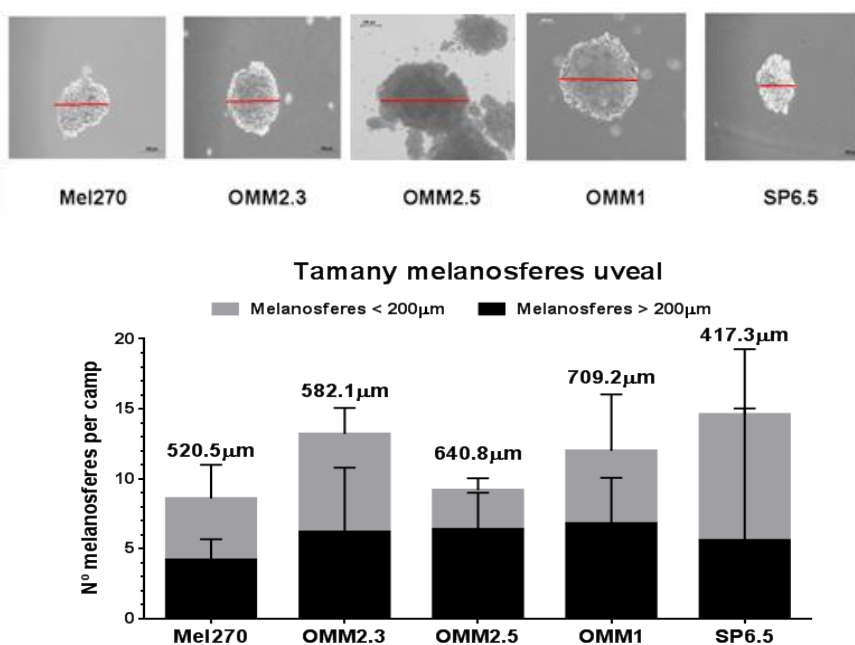 Mel270 OMM2.3 OMM2.5 OMM1 SP6.5
Tamany melanosferes uveal
Melanosferes < 200µm Melanosferes > 200µm
Nº melanosferes per camp
20
15
10
5
0
520.5µm
582.1µm
640.8µm
709.2µm
417.3µm
Mel270 OMM2.3 OMM2.5 OMM1 SP6.5